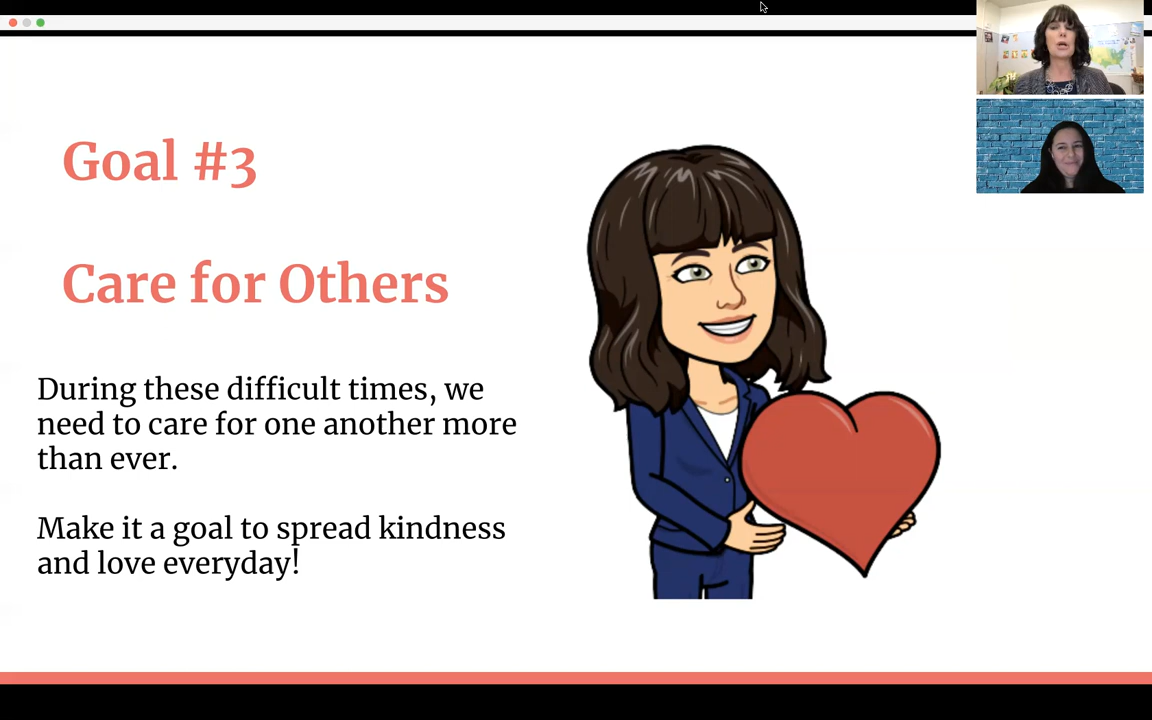 Goal #3
Care for Others
During these difficult times, we
need to care for one another more
than ever.
Make it a goal to spread kindness
and love everyday!